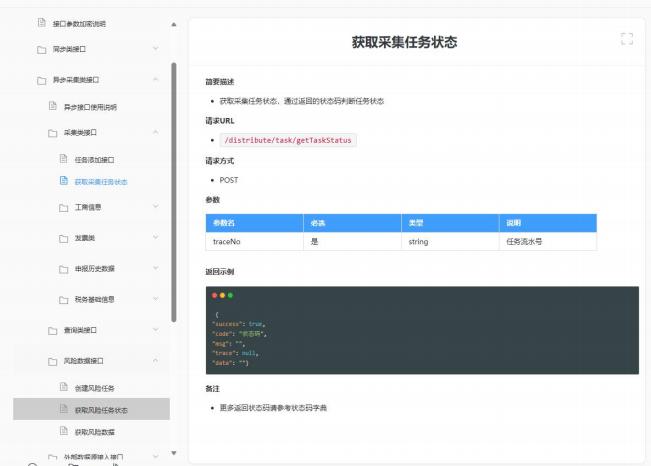 接口参数加密说明
同步类接口
异步采集类接口
异步接口使用说明
采集类接口
任务添加接口
获取采集任务状态
工商信息
发票类
申报历史数据
税务基础信息
查询类接口
风险数据接口
创建风险任务
获取风险任务状态
获取风险数据
外部数据源接入接口
获取采集任务状态
简要描述
获取采集任务状态，通过返回的状态码判断任务状态
请求URL
/distribute/task/getTaskStatus
请求方式
POST
参数
参数名 必选 类型 说明
traceNo 是 string 任务流水号
返回示例
{
"success": true,
"code": "状态码",
"msg": "",
"trace": null,
"data": ""}
备注
更多返回状态码请参考状态码字典